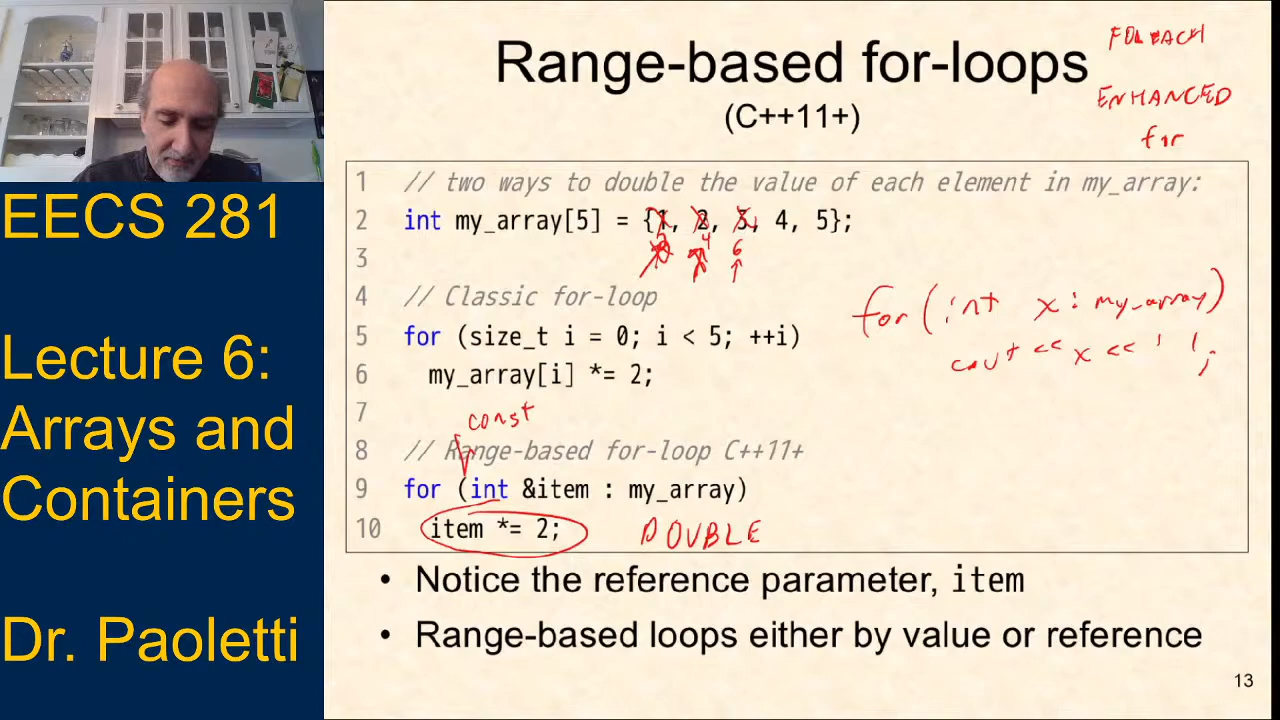 EECS 281
Lecture 6:
Arrays and
Containers
Dr. Paoletti
Range-based for-loops
(C++11+)
FOREACH
ENHANCED
for
1 // two ways to double the value of each element in my_array:
2 int my_array[5] = {1, 2, 3, 4, 5};
4 6
3
4 // Classic for-loop
5 for (size_t i = 0; i < 5; ++i)
6 my_array[i] *= 2;
for (int x : my_array)
cout << x << ' ' ;
7
const
8 // Range-based for-loop C++11+
9 for (int &item : my_array)
10 item *= 2;
DOUBLE
• Notice the reference parameter, item
• Range-based loops either by value or reference
13